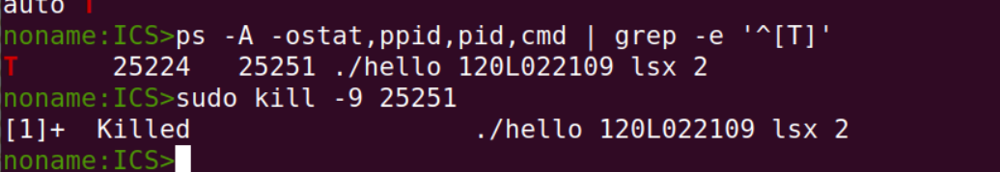 auto T
noname:ICS>ps -A -ostat,ppid,pid,cmd | grep -e '^[T]'
T        25224   25251 ./hello 120L022109 lsx 2
noname:ICS>sudo kill -9 25251
[1]+  Killed                  ./hello 120L022109 lsx 2
noname:ICS>